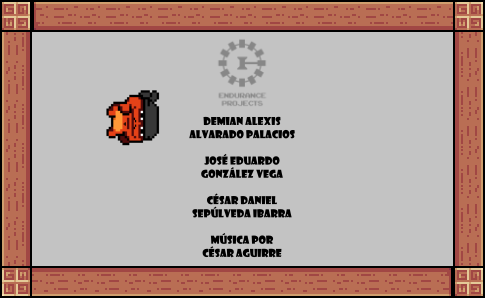 ENDURANCE
PROJECTS
DEMIAN ALEXIS
ALVARADO PALACIOS
JOSÉ EDUARDO
GONZÁLEZ VEGA
CÉSAR DANIEL
SEPÚLVEDA IBARRA
MÚSICA POR
CÉSAR AGUIRRE